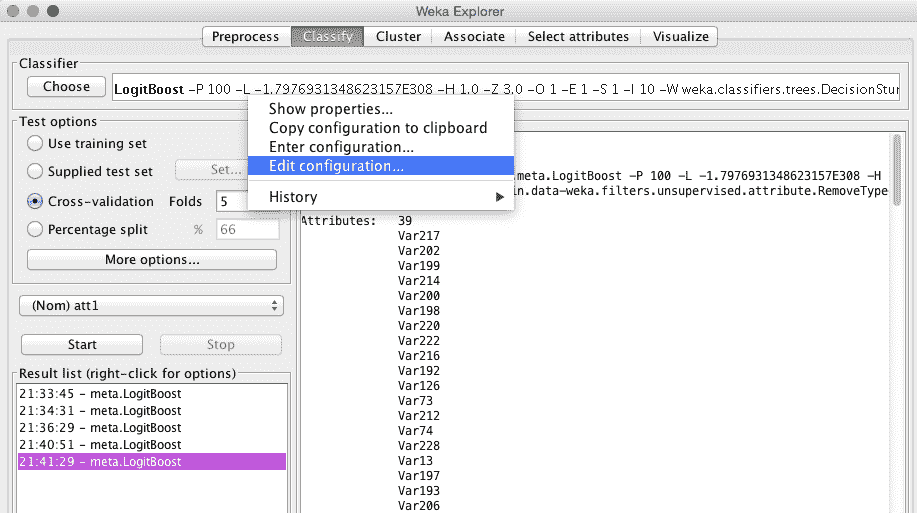 Weka Explorer
Preprocess Classify Cluster Associate Select attributes Visualize
Classifier
Choose LogitBoost -P 100 -L -1.7976931348623157E308 -H 1.0 -Z 3.0 -O 1 -E 1 -S 1 -I 10 -W weka.classifiers.trees.DecisionStur
Show properties...
Copy configuration to clipboard
Enter configuration...
Edit configuration...
History
Test options
Use training set
Supplied test set Set...
Cross-validation Folds 5
Percentage split % 66
More options...
(Nom) att1
Start Stop
Result list (right-click for options)
21:33:45 - meta.LogitBoost
21:34:31 - meta.LogitBoost
21:36:29 - meta.LogitBoost
21:40:51 - meta.LogitBoost
21:41:29 - meta.LogitBoost
meta.LogitBoost -P 100 -L -1.7976931348623157E308 -H
in.data-weka.filters.unsupervised.attribute.RemoveType
Attributes: 39
Var217
Var202
Var199
Var214
Var200
Var198
Var220
Var222
Var216
Var192
Var126
Var73
Var212
Var74
Var228
Var13
Var197
Var193
Var206